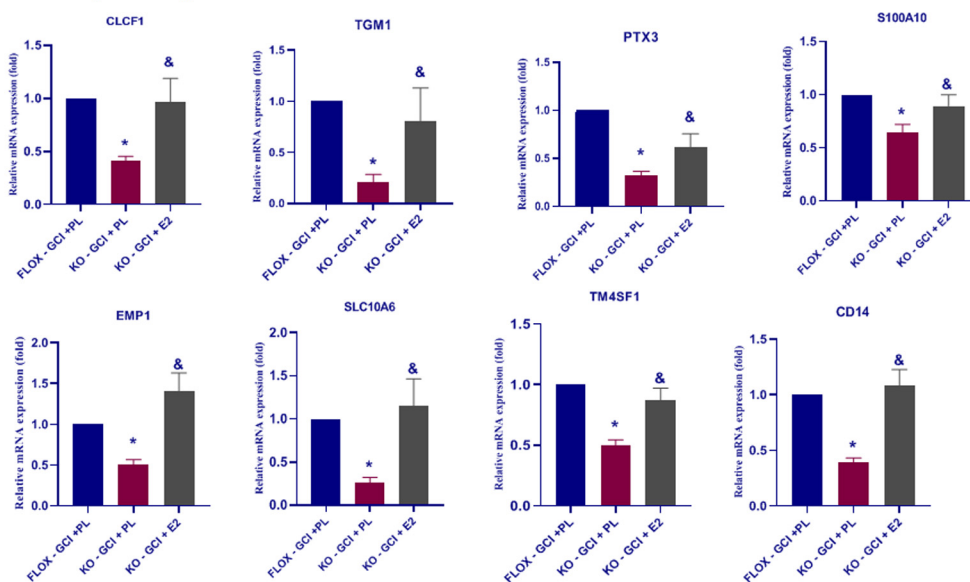 CLCF1
Relative mRNA expression (fold)
1.5
1.0
0.5
0.0
*
&
FLOX - GCI +PL
KO - GCI + PL
KO - GCI + E2
TGM1
Relative mRNA expression (fold)
1.5
1.0
0.5
0.0
*
&
FLOX - GCI +PL
KO - GCI + PL
KO - GCI + E2
PTX3
Relative mRNA expression (fold)
1.5
1.0
0.5
0.0
*
&
FLOX - GCI +PL
KO - GCI + PL
KO - GCI + E2
S100A10
Relative mRNA expression (fold)
1.5
1.0
0.5
0.0
*
&
FLOX - GCI +PL
KO - GCI + PL
KO - GCI + E2
EMP1
Relative mRNA expression (fold)
2.0
1.5
1.0
0.5
0.0
*
&
FLOX - GCI +PL
KO - GCI + PL
KO - GCI + E2
SLC10A6
Relative mRNA expression (fold)
2.0
1.5
1.0
0.5
0.0
*
&
FLOX - GCI +PL
KO - GCI + PL
KO - GCI + E2
TM4SF1
Relative mRNA expression (fold)
1.5
1.0
0.5
0.0
*
&
FLOX - GCI +PL
KO - GCI + PL
KO - GCI + E2
CD14
Relative mRNA expression (fold)
1.5
1.0
0.5
0.0
*
&
FLOX - GCI +PL
KO - GCI + PL
KO - GCI + E2